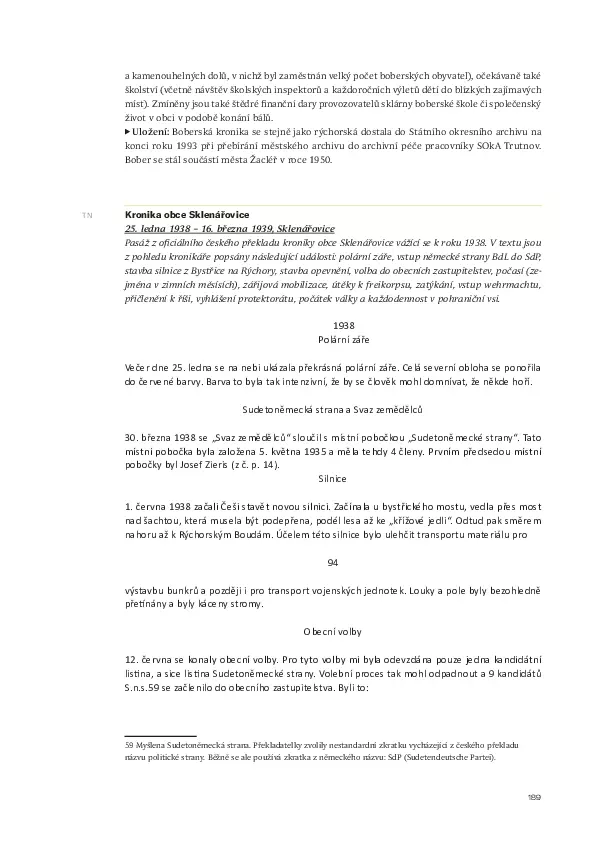 a kamenouhelných dolů, v nichž byl zaměstnán velký počet boberských obyvatel), očekávaně také
školství (včetně návštěv školských inspektorů a každoročních výletů dětí do blízkých zajímavých
míst). Zmíněny jsou také štědré finanční dary provozovatelů sklárny boberské škole či společenský
život v obci v podobě konání bálů.
▶ Uložení: Boberská kronika se stejně jako rýchorská dostala do Státního okresního archivu na
konci roku 1993 při přebírání městského archivu do archivní péče pracovníky SOkA Trutnov.
Bober se stál součástí města Žacléř v roce 1950.
TN
Kronika obce Sklenářovice
25. ledna 1938 – 16. března 1939, Sklenářovice
Pasáž z oficiálního českého překladu kroniky obce Sklenářovice vážící se k roku 1938. V textu jsou
z pohledu kronikáře popsány následující události: polární záře, vstup německé strany BdL do SdP,
stavba silnice z Bystřice na Rýchory, stavba opevnění, volba do obecních zastupitelstev, počasí (ze-
jména v zimních měsících), zářijová mobilizace, útěky k freikorpsu, zatýkání, vstup wehrmachtu,
přičlenění k říši, vyhlášení protektorátu, počátek války a každodennost v pohraniční vsi.
1938
Polární záře
Večer dne 25. ledna se na nebi ukázala překrásná polární záře. Celá severní obloha se ponořila
do červené barvy. Barva to byla tak intenzivní, že by se člověk mohl domnívat, že někde hoří.
Sudetoněmecká strana a Svaz zemědělců
30. března 1938 se „Svaz zemědělců“ sloučil s místní pobočkou „Sudetoněmecké strany“. Tato
místni pobočka byla založena 5. května 1935 a měla tehdy 4 členy. Prvním předsedou místní
pobočky byl Josef Zieris (z č. p. 14).
Silnice
1. června 1938 začali Češi stavět novou silnici. Začínala u bystřického mostu, vedla přes most
nad šachtou, která musela být podepřena, podél lesa až ke „křížové jedli“. Odtud pak směrem
nahoru až k Rýchorským Boudám. Účelem této silnice bylo ulehčit transportu materiálu pro
94
výstavbu bunkrů a později i pro transport vojenských jednotek. Louky a pole byly bezohledně
přetínány a byly káceny stromy.
Obecní volby
12. června se konaly obecní volby. Pro tyto volby mi byla odevzdána pouze jedna kandidátní
listina, a sice listina Sudetoněmecké strany. Volební proces tak mohl odpadnout a 9 kandidátů
S.n.s.59 se začlenilo do obecního zastupitelstva. Byli to:
59 Myšlena Sudetoněmecká strana. Překladatelky zvolily nestandardní zkratku vycházející z českého překladu
názvu politické strany. Běžně se ale používá zkratka z německého názvu: SdP (Sudetendeutsche Partei).
189